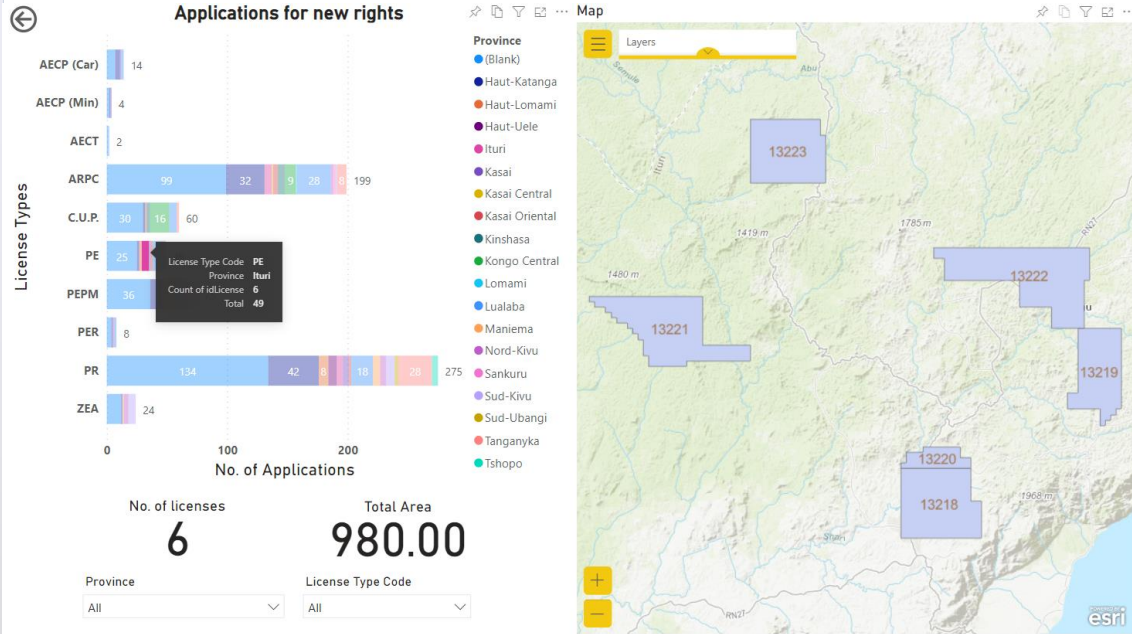 Applications for new rights
License Types
AECP (Car)
14
AECP (Min)
4
AECT
2
ARPC
99
32
9
28
8
199
C.U.P.
30
16
60
PE
25
License Type Code PE
Province Ituri
Count of idLicense 6
Total 49
PEPM
36
PER
8
PR
134
42
8
18
28
275
ZEA
24
0
100
200
No. of Applications
Province
(Blank)
Haut-Katanga
Haut-Lomami
Haut-Uele
Ituri
Kasai
Kasai Central
Kasai Oriental
Kinshasa
Kongo Central
Lomami
Lualaba
Maniema
Nord-Kivu
Sankuru
Sud-Kivu
Sud-Ubangi
Tanganyka
Tshopo
No. of licenses
6
Total Area
980.00
Province
All
License Type Code
All
Map
Layers
Semule
Abu
Ituri
13223
1419 m
1785 m
RN27
1480 m
13222
u
13221
13219
13220
13218
1968 m
Shari
RN27
POWERED BY
esri